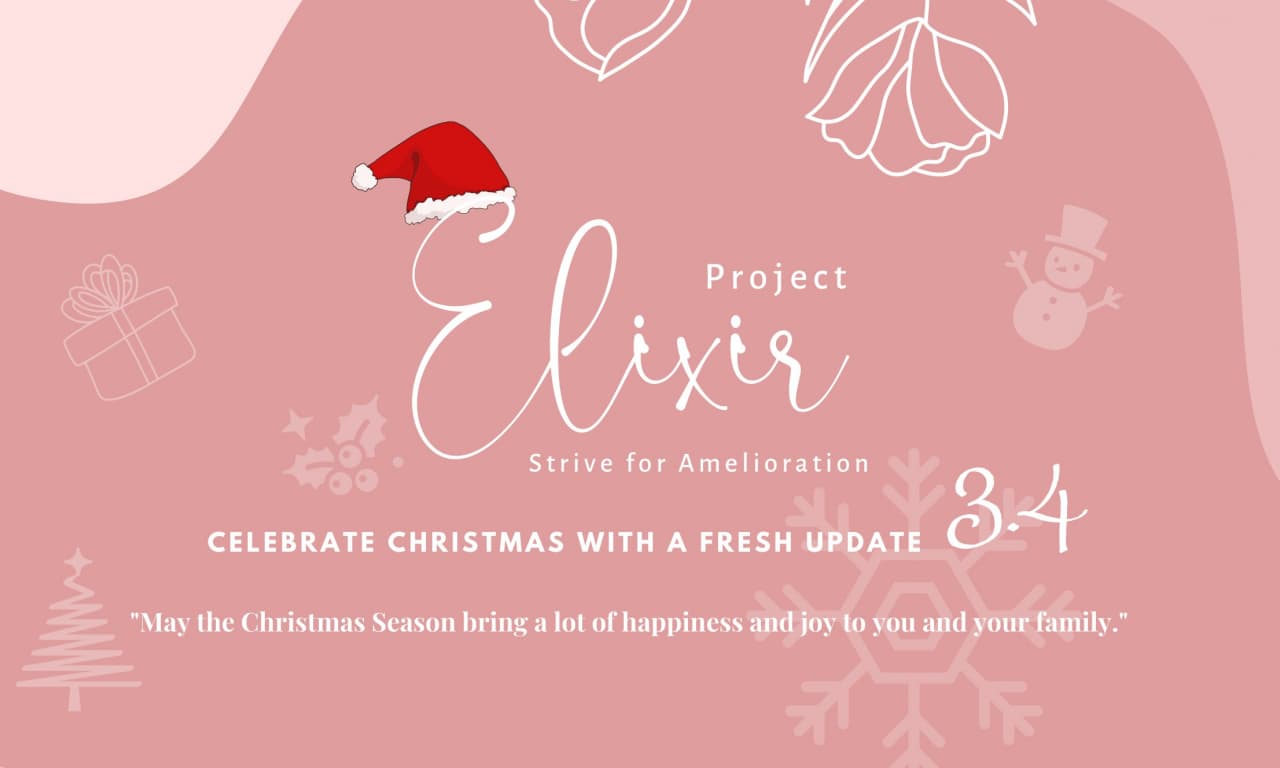 Project
Elixir
Strive for Amelioration
3.4
CELEBRATE CHRISTMAS WITH A FRESH UPDATE
"May the Christmas Season bring a lot of happiness and joy to you and your family."